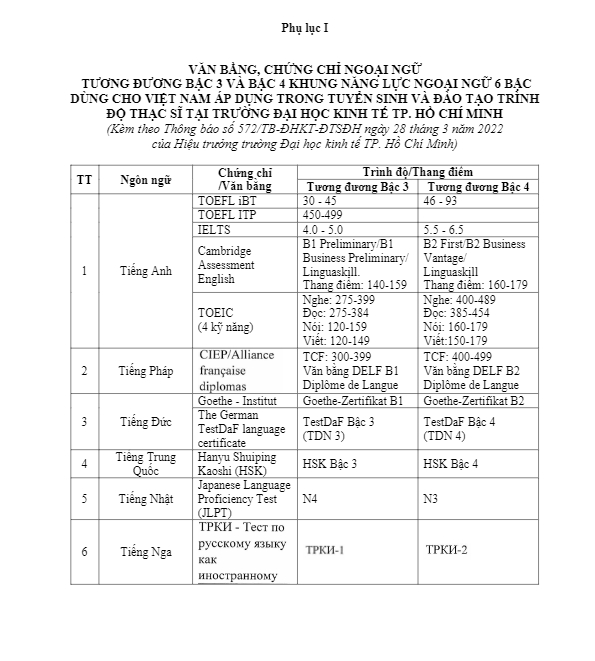 Phụ lục I
VĂN BẰNG, CHỨNG CHỈ NGOẠI NGỮ
TƯƠNG ĐƯƠNG BẬC 3 VÀ BẬC 4 KHUNG NĂNG LỰC NGOẠI NGỮ 6 BẬC
DÙNG CHO VIỆT NAM ÁP DỤNG TRONG TUYỂN SINH VÀ ĐÀO TẠO TRÌNH
ĐỘ THẠC SĨ TẠI TRƯỜNG ĐẠI HỌC KINH TẾ TP. HỒ CHÍ MINH
(Kèm theo Thông báo số 572/TB-ĐHKT-ĐTSĐH ngày 28 tháng 3 năm 2022
của Hiệu trưởng trường Đại học kinh tế TP. Hồ Chí Minh)
TT Ngôn ngữ Chứng chỉ /Văn bằng Trình độ/Thang điểm
Tương đương Bậc 3 Tương đương Bậc 4
1 Tiếng Anh
TOEFL iBT 30 - 45 46 - 93
TOEFL ITP 450-499
IELTS 4.0 - 5.0 5.5 - 6.5
Cambridge
Assessment
English
B1 Preliminary/B1
Business Preliminary/
Linguaskill.
Thang điểm: 140-159
B2 First/B2 Business
Vantage/
Linguaskill
Thang điểm: 160-179
TOEIC
(4 kỹ năng)
Nghe: 275-399
Đọc: 275-384
Nói: 120-159
Viết: 120-149
Nghe: 400-489
Đọc: 385-454
Nói: 160-179
Viết:150-179
2 Tiếng Pháp
CIEP/Alliance
française
diplomas
TCF: 300-399
Văn bằng DELF B1
Diplôme de Langue
TCF: 400-499
Văn bằng DELF B2
Diplôme de Langue
3 Tiếng Đức
Goethe - Institut Goethe-Zertifikat B1 Goethe-Zertifikat B2
The German
TestDaF language
certificate
TestDaF Bậc 3
(TDN 3)
TestDaF Bậc 4
(TDN 4)
4 Tiếng Trung
Quốc
Hanyu Shuiping
Kaoshi (HSK)
HSK Bậc 3 HSK Bậc 4
5 Tiếng Nhật
Japanese Language
Proficiency Test
(JLPT)
N4 N3
6 Tiếng Nga
ТРКИ - Тест по
русскому языку
как
иностранному
ТРКИ-1 ТРКИ-2